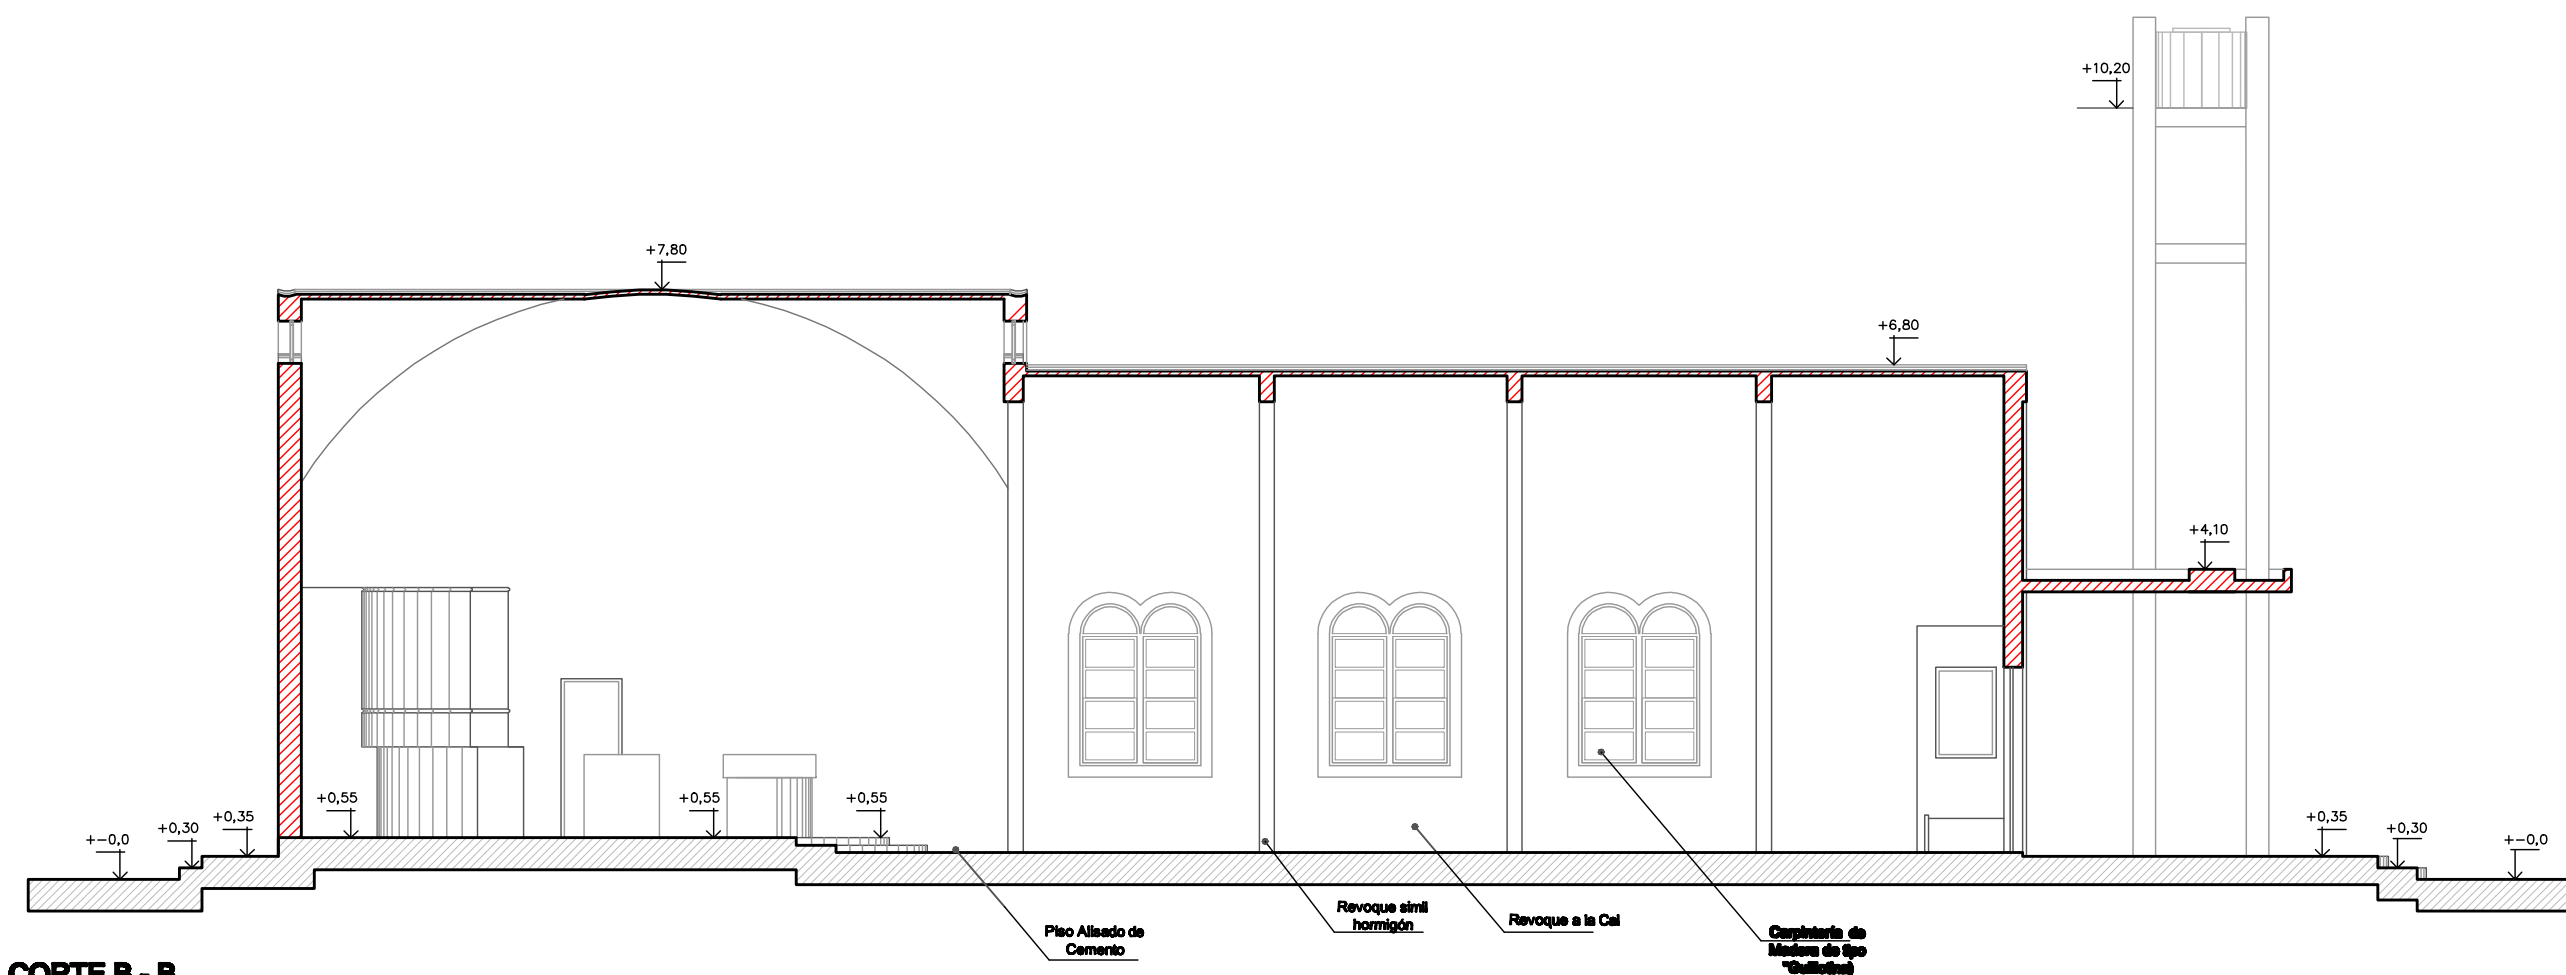 +10,20
+7,80
+6,80
+4,10
+0,55
+0,55
+0,55
+0,35
+0,30
+-0,0
+0,35
+0,30
+-0,0
Piso Alisado de
Cemento
Revoque simil
hormigón
Revoque a la Cal
Carpintería de
Madera de tipo
"Guillotina)
CORTE B - B